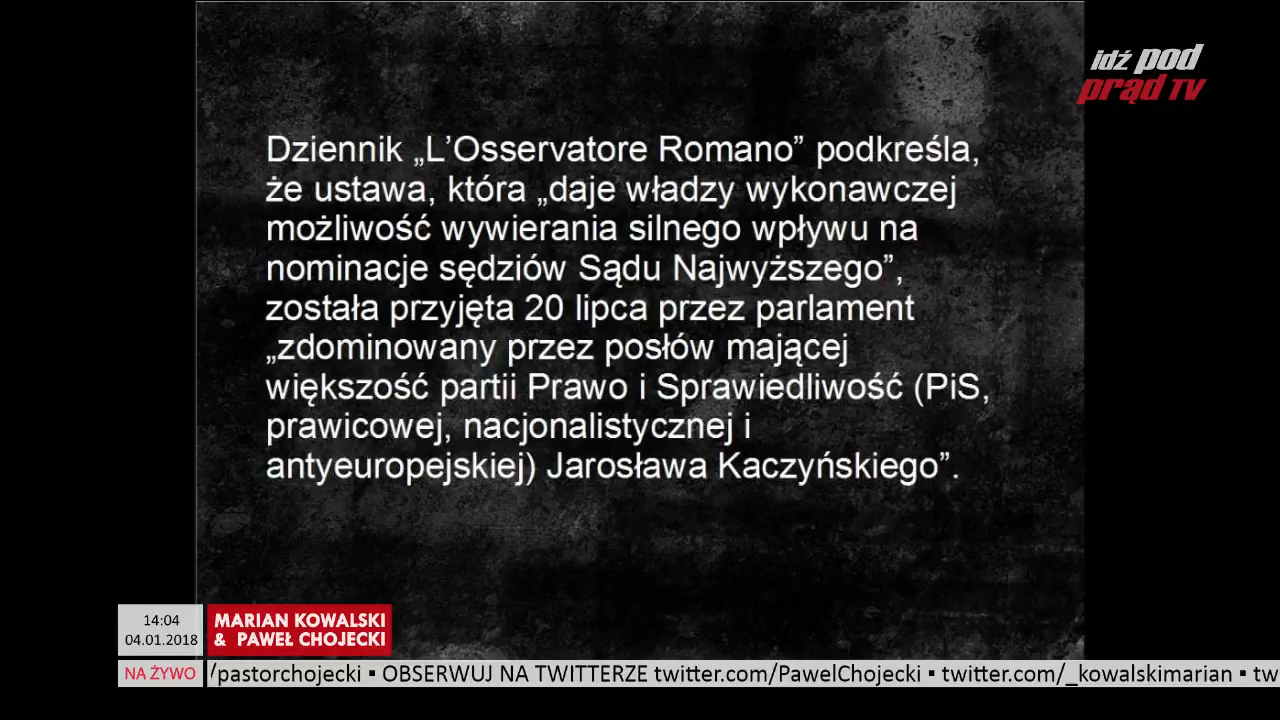 idź pod
prąd TV
Dziennik „L’Osservatore Romano” podkreśla,
że ustawa, która „daje władzy wykonawczej
możliwość wywierania silnego wpływu na
nominacje sędziów Sądu Najwyższego”,
została przyjęta 20 lipca przez parlament
„zdominowany przez posłów mającej
większość partii Prawo i Sprawiedliwość (PiS,
prawicowej, nacjonalistycznej i
antyeuropejskiej) Jarosława Kaczyńskiego”.
14:04
04.01.2018
MARIAN KOWALSKI
& PAWEŁ CHOJECKI
NA ŻYWO
/pastorchojecki ▪ OBSERWUJ NA TWITTERZE twitter.com/PawelChojecki ▪ twitter.com/_kowalskimarian ▪ tw